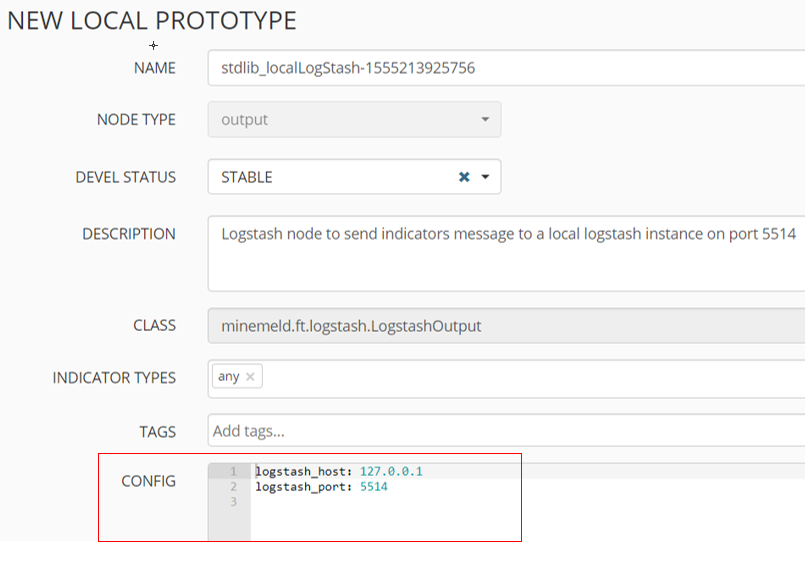 NEW LOCAL PROTOTYPE
NAME stdlib_localLogStash-1555213925756
NODE TYPE output
DEVEL STATUS STABLE
DESCRIPTION Logstash node to send indicators message to a local logstash instance on port 5514
CLASS minemeld.ft.logstash.LogstashOutput
INDICATOR TYPES any
TAGS Add tags...
CONFIG 1 logstash_host: 127.0.0.1
2 logstash_port: 5514
3